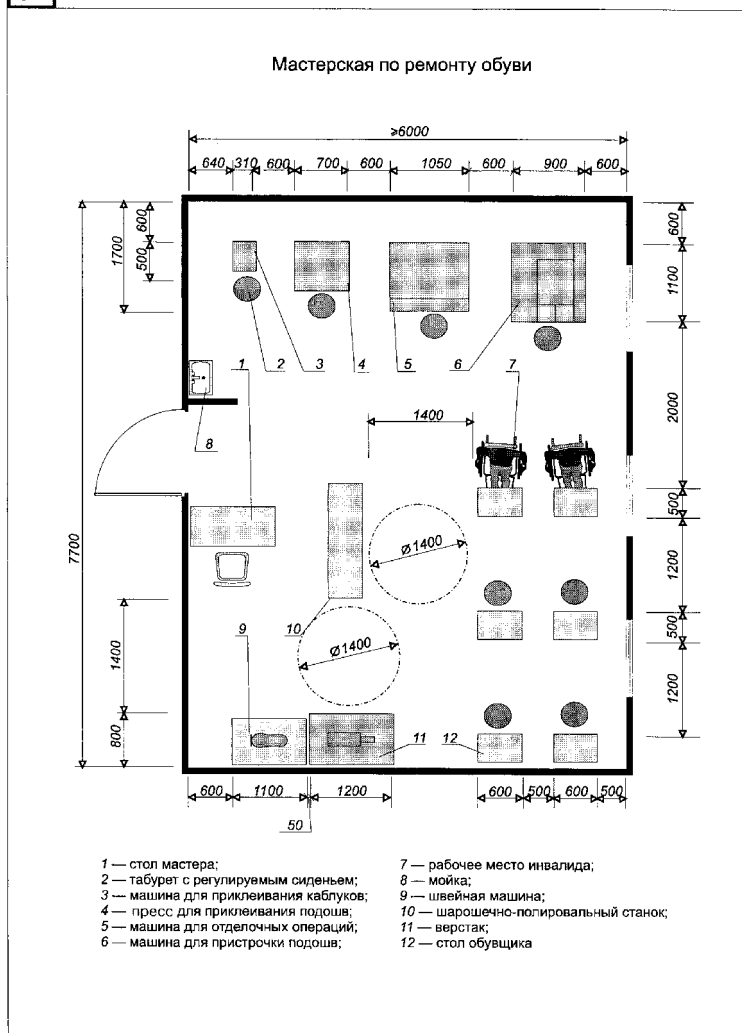 Мастерская по ремонту обуви
≥6000
640 310 600 700 600 1050 600 900 600
600
1700
500
600
1100
1 2 3 4 5 6 7
8
1400
2000
500
7700
Ø1400
1200
9 10
Ø1400
500
1400
1200
800
11 12
600 1100 1200 600 500 600 500
50
1 — стол мастера;
2 — табурет с регулируемым сиденьем;
3 — машина для приклеивания каблуков;
4 — пресс для приклеивания подошв;
5 — машина для отделочных операций;
6 — машина для пристрочки подошв;
7 — рабочее место инвалида;
8 — мойка;
9 — швейная машина;
10 — шарошечно-полировальный станок;
11 — верстак;
12 — стол обувщика